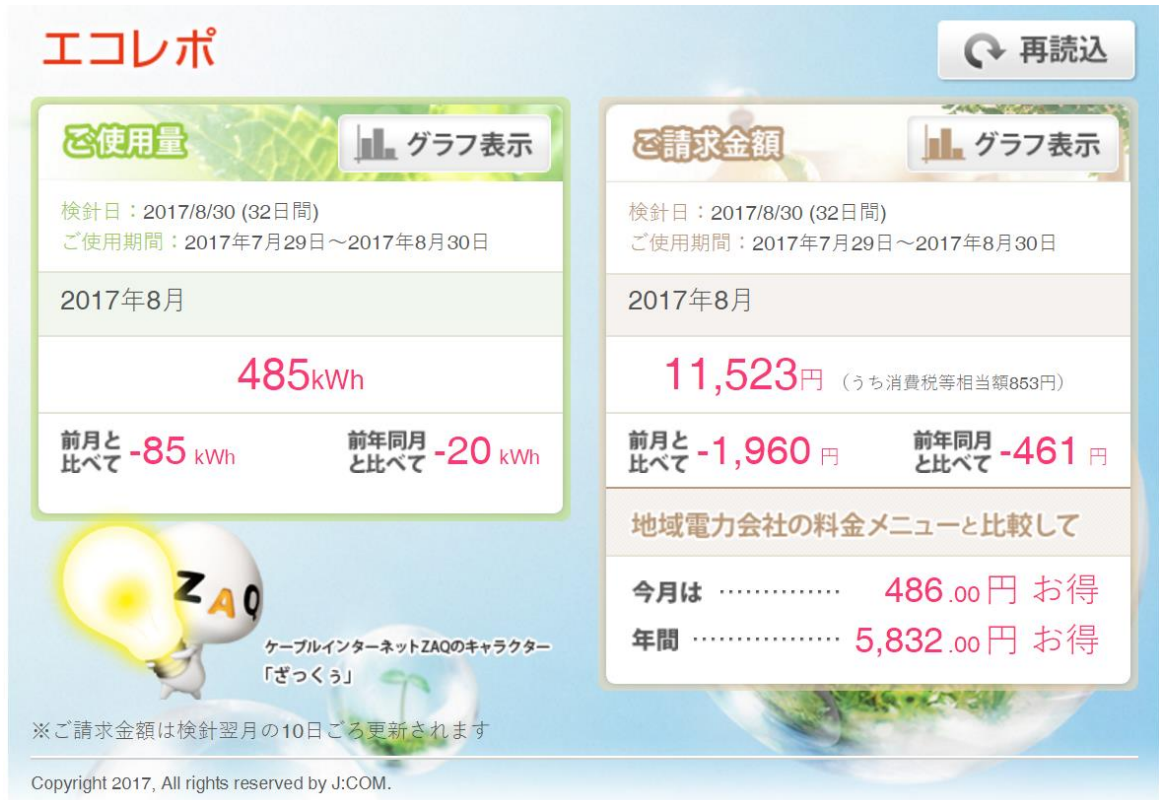 エコレポ
再読込
ご使用量
グラフ表示
検針日：2017/8/30 (32日間)
ご使用期間：2017年7月29日～2017年8月30日
2017年8月
485kWh
前月と
比べて -85 kWh
前年同月
と比べて -20 kWh
ZAQ
ケーブルインターネットZAQのキャラクター
「ざっくぅ」
ご請求金額
グラフ表示
検針日：2017/8/30 (32日間)
ご使用期間：2017年7月29日～2017年8月30日
2017年8月
11,523円 （うち消費税等相当額853円）
前月と
比べて -1,960 円
前年同月
と比べて -461 円
地域電力会社の料金メニューと比較して
今月は ·············· 486.00円 お得
年間 ················· 5,832.00円 お得
※ご請求金額は検針翌月の10日ごろ更新されます
Copyright 2017, All rights reserved by J:COM.